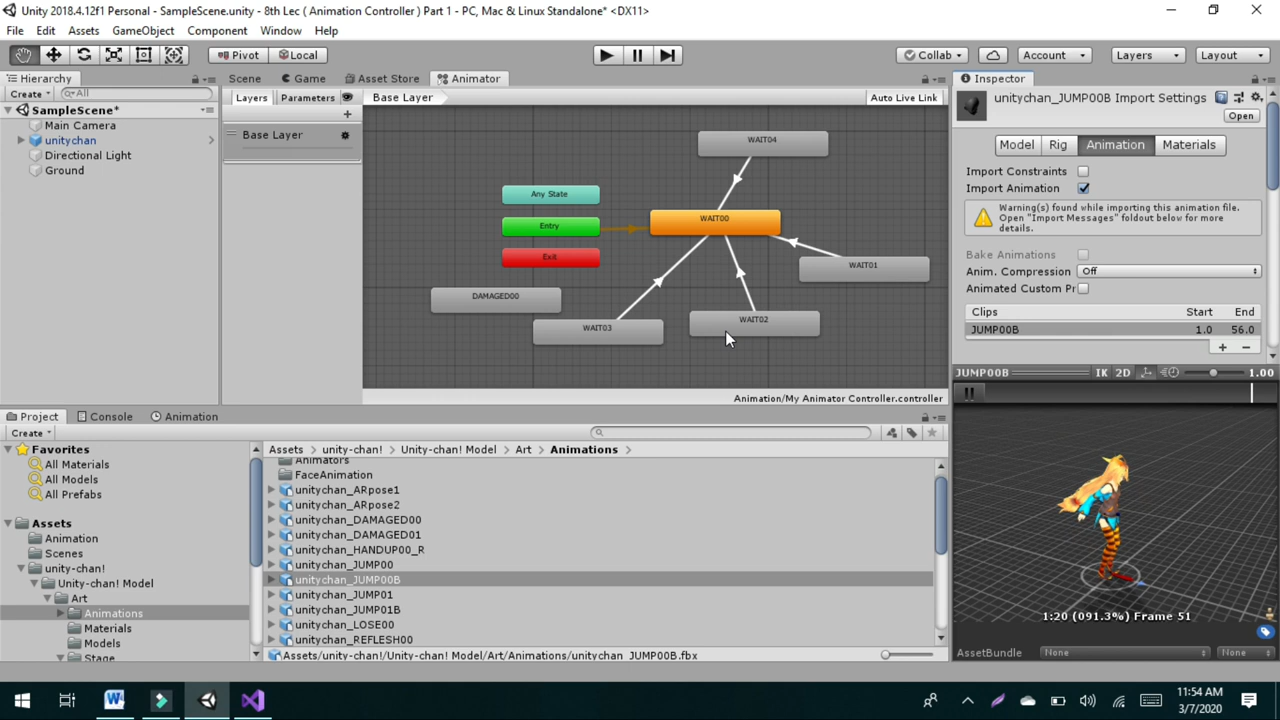 Unity 2018.4.12f1 Personal - SampleScene.unity - 8th Lec ( Animation Controller ) Part 1 - PC, Mac & Linux Standalone* <DX11>
File Edit Assets GameObject Component Window Help
Pivot Local Collab Account Layers Layout
Hierarchy
Create All
SampleScene*
Main Camera
unitychan
Directional Light
Ground
Scene Game Asset Store Animator
Layers Parameters Base Layer Auto Live Link
Base Layer
WAIT04
Any State
WAIT00
Entry
Exit
WAIT01
DAMAGED00
WAIT02
WAIT03
Animation/My Animator Controller.controller
Inspector
unitychan_JUMP00B Import Settings
Open
Model Rig Animation Materials
Import Constraints
Import Animation
Warning(s) found while importing this animation file.
Open "Import Messages" foldout below for more
details.
Bake Animations
Anim. Compression Off
Animated Custom Pr
Clips Start End
JUMP00B 1.0 56.0
JUMP00B IK 2D 1.00
1:20 (091.3%) Frame 51
AssetBundle None None
Project Console Animation
Create
Favorites
All Materials
All Models
All Prefabs
Assets
Animation
Scenes
unity-chan!
Unity-chan! Model
Art
Animations
Materials
Models
Stage
Assets unity-chan! Unity-chan! Model Art Animations
Animators
FaceAnimation
unitychan_ARpose1
unitychan_ARpose2
unitychan_DAMAGED00
unitychan_DAMAGED01
unitychan_HANDUP00_R
unitychan_JUMP00
unitychan_JUMP00B
unitychan_JUMP01
unitychan_JUMP01B
unitychan_LOSE00
unitychan_REFLESH00
Assets/unity-chan!/Unity-chan! Model/Art/Animations/unitychan_JUMP00B.fbx
11:54 AM
3/7/2020